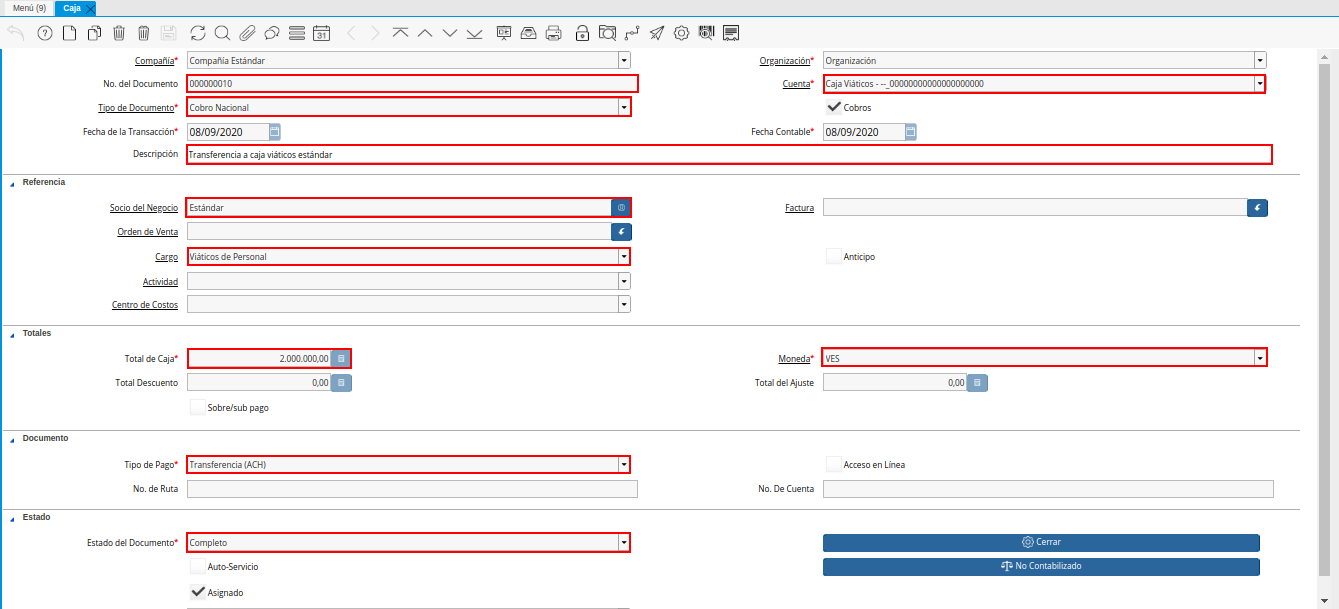 Menú (9) Caja
31
Compañía* Compañía Estándar Organización* Organización
No. del Documento 000000010 Cuenta* Caja Viáticos - --_00000000000000000000
Tipo de Documento* Cobro Nacional Cobros
Fecha de la Transacción* 08/09/2020 Fecha Contable* 08/09/2020
Descripción Transferencia a caja viáticos estándar
Referencia
Socio del Negocio Estándar Factura
Orden de Venta
Cargo Viáticos de Personal Anticipo
Actividad
Centro de Costos
Totales
Total de Caja* 2.000.000,00 Moneda* VES
Total Descuento 0,00 Total del Ajuste 0,00
Sobre/sub pago
Documento
Tipo de Pago* Transferencia (ACH) Acceso en Línea
No. de Ruta No. De Cuenta
Estado
Estado del Documento* Completo Cerrar
Auto-Servicio No Contabilizado
Asignado